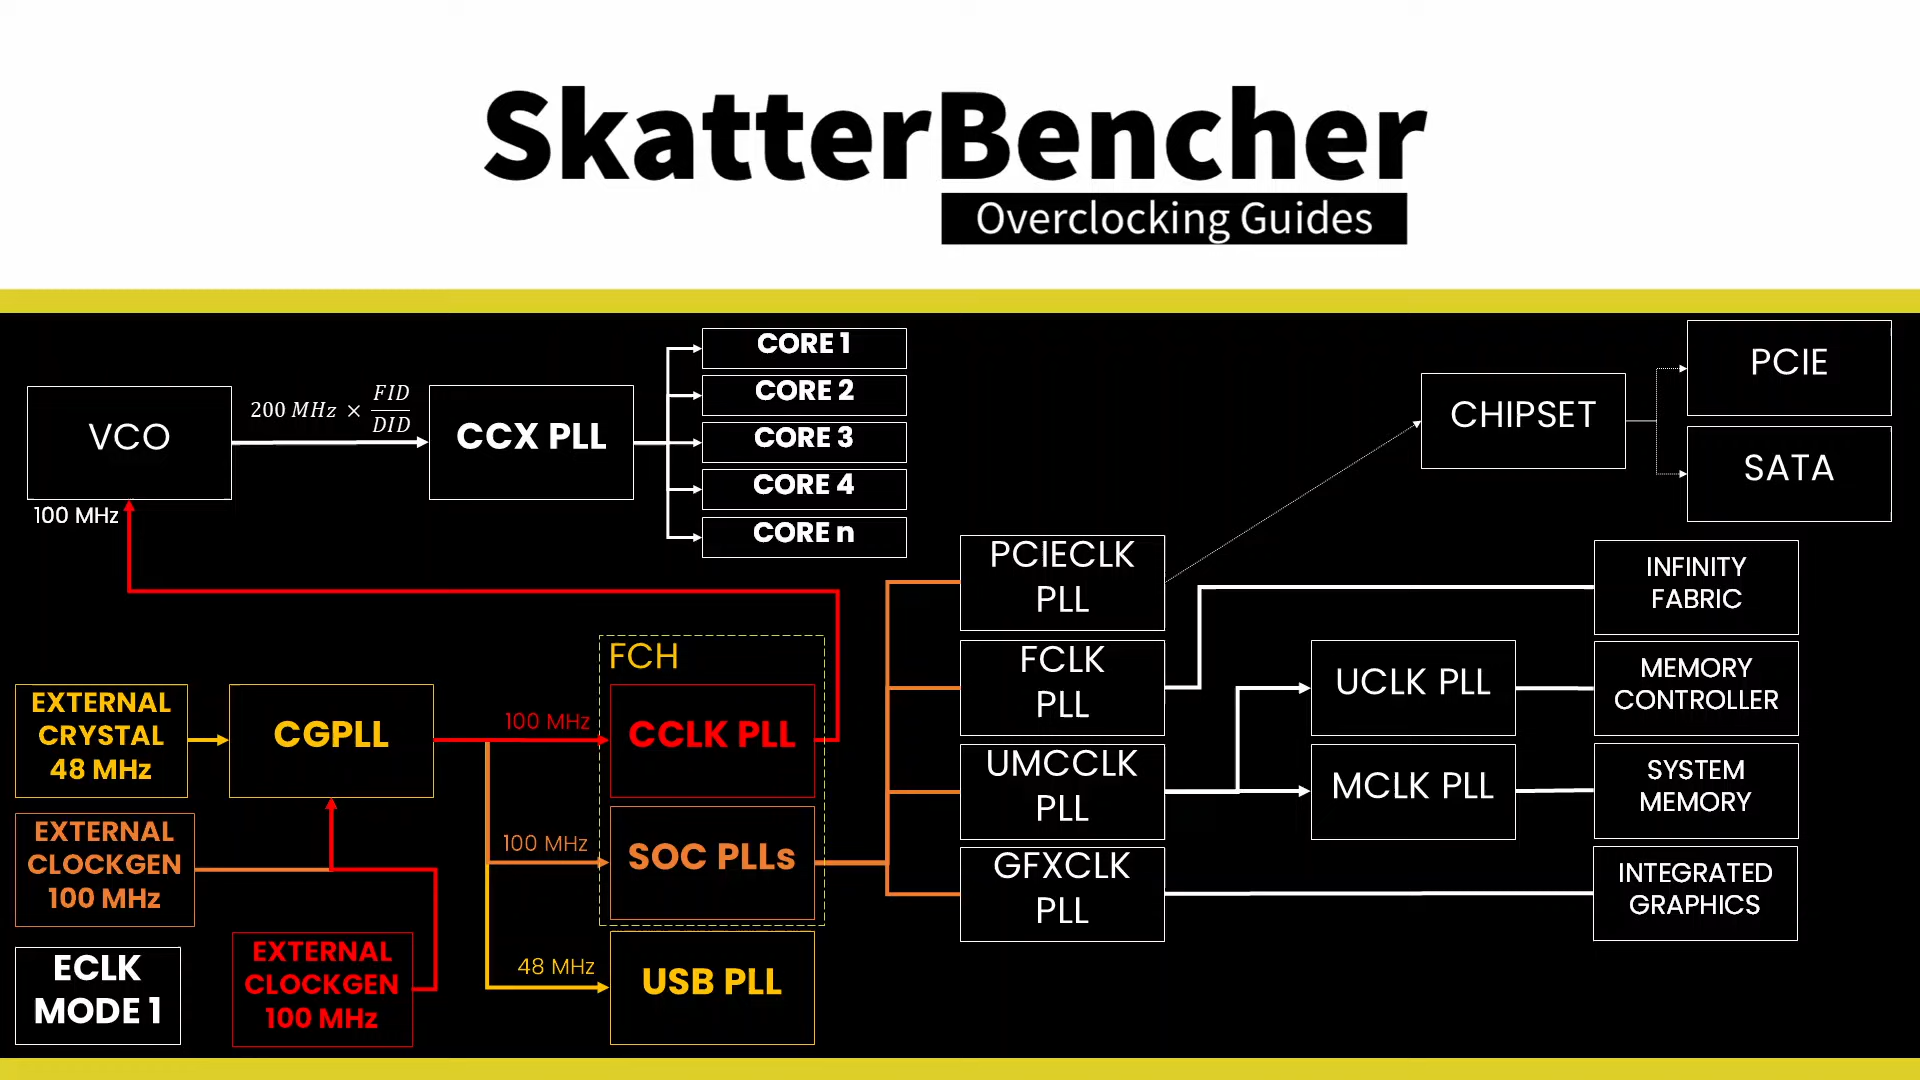 SkatterBencher
Overclocking Guides
VCO
100 MHz
200 MHz × FID
DID
CCX PLL
CORE 1
CORE 2
CORE 3
CORE 4
CORE n
CHIPSET
PCIE
SATA
EXTERNAL
CRYSTAL
48 MHz
CGPLL
EXTERNAL
CLOCKGEN
100 MHz
EXTERNAL
CLOCKGEN
100 MHz
ECLK
MODE 1
FCH
100 MHz
CCLK PLL
100 MHz
SOC PLLs
48 MHz
USB PLL
PCIECLK
PLL
FCLK
PLL
UMCCLK
PLL
GFXCLK
PLL
UCLK PLL
MCLK PLL
INFINITY
FABRIC
MEMORY
CONTROLLER
SYSTEM
MEMORY
INTEGRATED
GRAPHICS